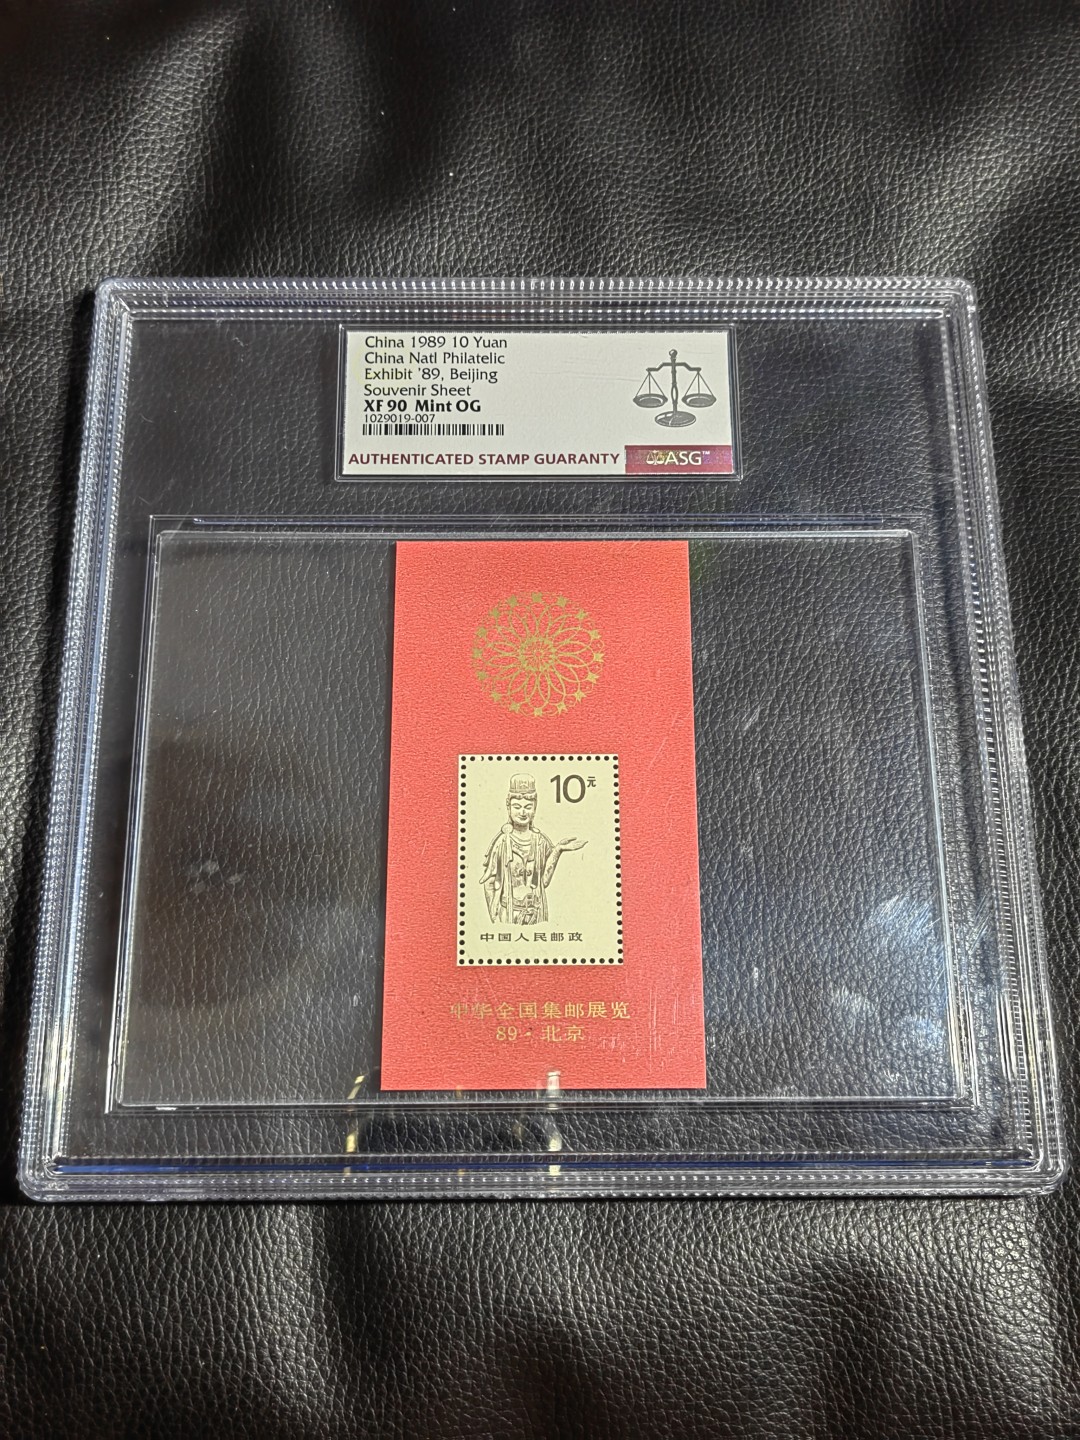 China 1989 10 Yuan
China Natl Philatelic
Exhibit '89, Beijing
Souvenir Sheet
XF 90 Mint OG
1029019-007
AUTHENTICATED STAMP GUARANTY
ASG™
10元
中国人民邮政
中华全国集邮展览
89·北京